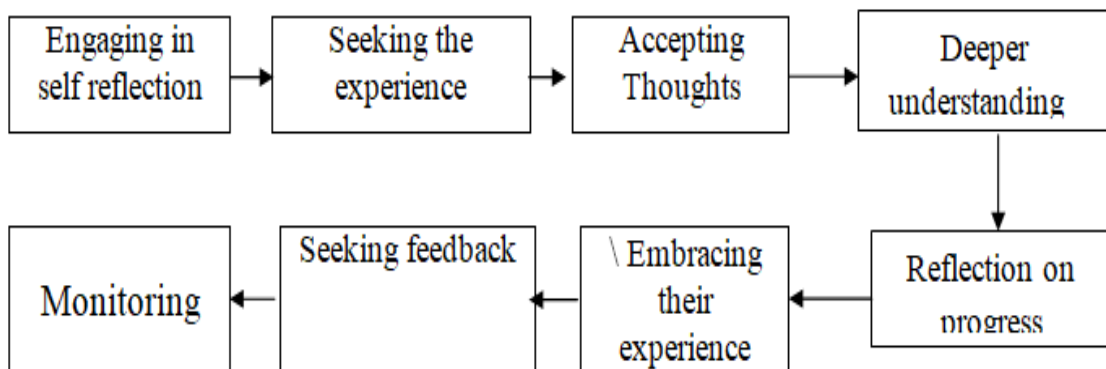 Engaging in
self reflection
Seeking the
experience
Accepting
Thoughts
Deeper
understanding
Reflection on
progress
\ Embracing
their
experience
Seeking feedback
Monitoring